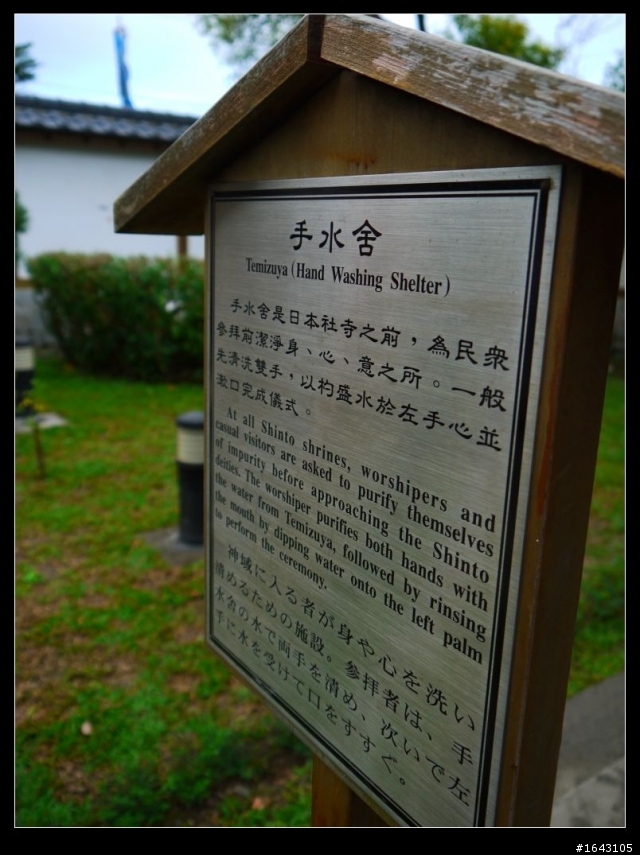 手水舍
Temizuya (Hand Washing Shelter)
手水舍是日本社寺之前，為民眾
參拜前潔淨身、心、意之所。一般
先清洗雙手，以杓盛水於左手心並
漱口完成儀式。
At all Shinto shrines, worshipers and
casual visitors are asked to purify themselves
of impurity before approaching the Shinto
deities. The worshiper purifies both hands with
the water from Temizuya, followed by rinsing
the mouth by dipping water onto the left palm
to perform the ceremony.
神域に入る者が身や心を洗い
清めるための施設。参拝者は、手
水舎の水で両手を清め、次いで左
手に水を受けて口をすすぐ。
#1643105